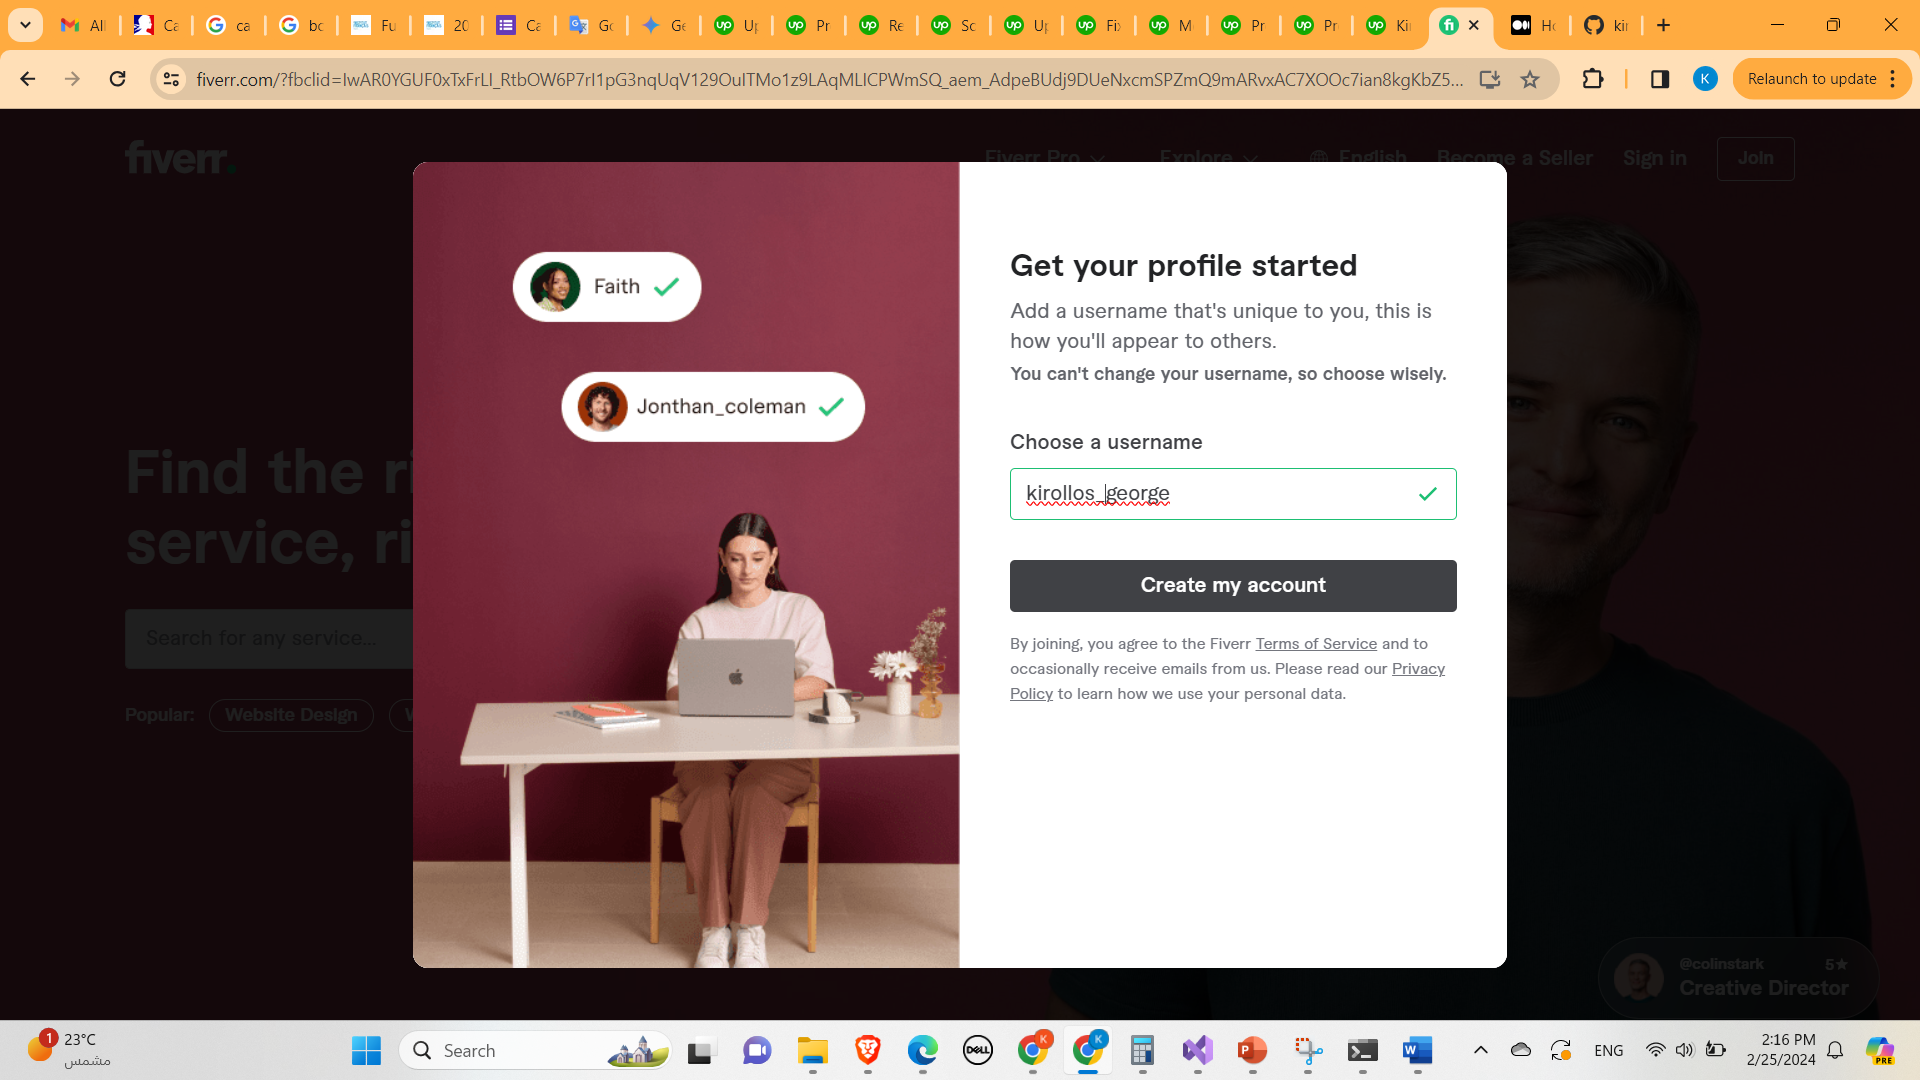 All
Ca
ca
bc
Fu
20
Ca
Go
Ge
Up
Pr
Re
Sc
Up
Fix
M
Pr
Pr
Ki
Ho
kir
fiverr.com/?fbclid=IwAR0YGUF0xTxFrLI_RtbOW6P7rI1pG3nqUqV129OuITMo1z9LAqMLlCPWmSQ_aem_AdpeBUdj9DUeNxcmSPZmQ9mARvxAC7XOOc7ian8kgKbZ5...
K
Relaunch to update
fiverr.
Fiverr Pro
Explore
English
Become a Seller
Sign in
Join
Faith
Jonthan_coleman
Get your profile started
Add a username that's unique to you, this is
how you'll appear to others.
You can't change your username, so choose wisely.
Choose a username
kirollos_george
Create my account
By joining, you agree to the Fiverr Terms of Service and to
occasionally receive emails from us. Please read our Privacy
Policy to learn how we use your personal data.
Find the ri
service, ri
Search for any service...
Popular:
Website Design
W
@colinstark 5★
Creative Director
1
23°C
مشمس
Search
DELL
K
K
P
W
ENG
2:16 PM
2/25/2024
PRE